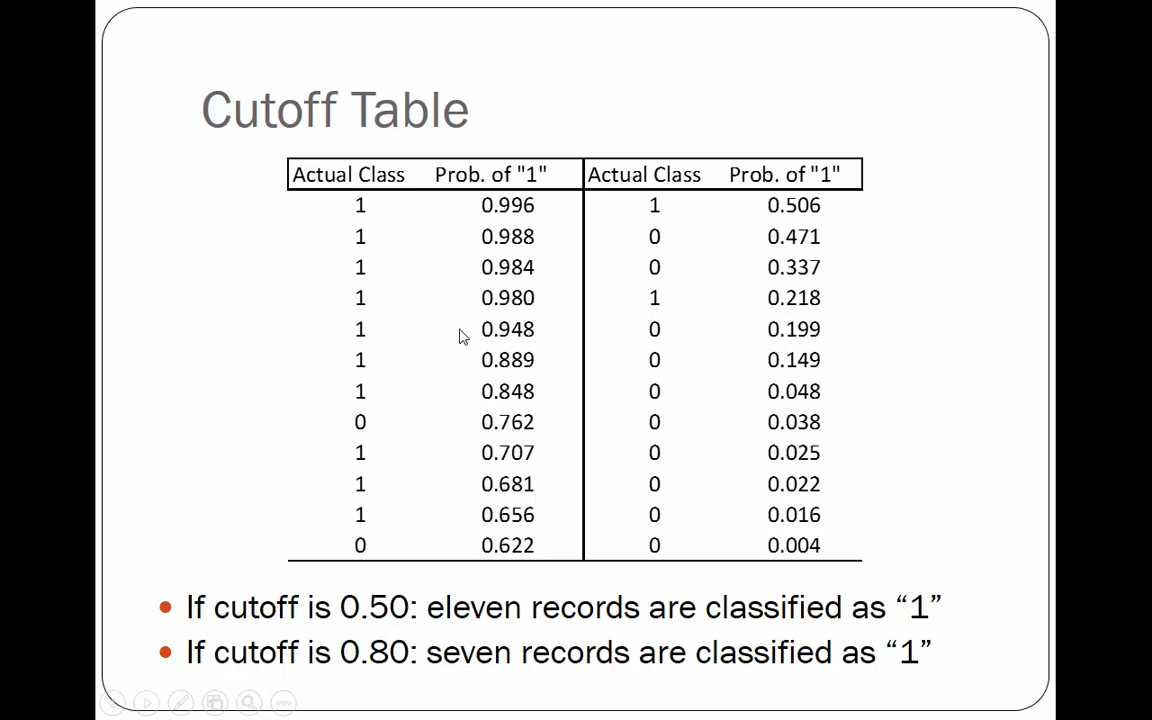 Cutoff Table
Actual Class Prob. of "1" Actual Class Prob. of "1"
1 0.996 1 0.506
1 0.988 0 0.471
1 0.984 0 0.337
1 0.980 1 0.218
1 0.948 0 0.199
1 0.889 0 0.149
1 0.848 0 0.048
0 0.762 0 0.038
1 0.707 0 0.025
1 0.681 0 0.022
1 0.656 0 0.016
0 0.622 0 0.004
• If cutoff is 0.50: eleven records are classified as “1”
• If cutoff is 0.80: seven records are classified as “1”